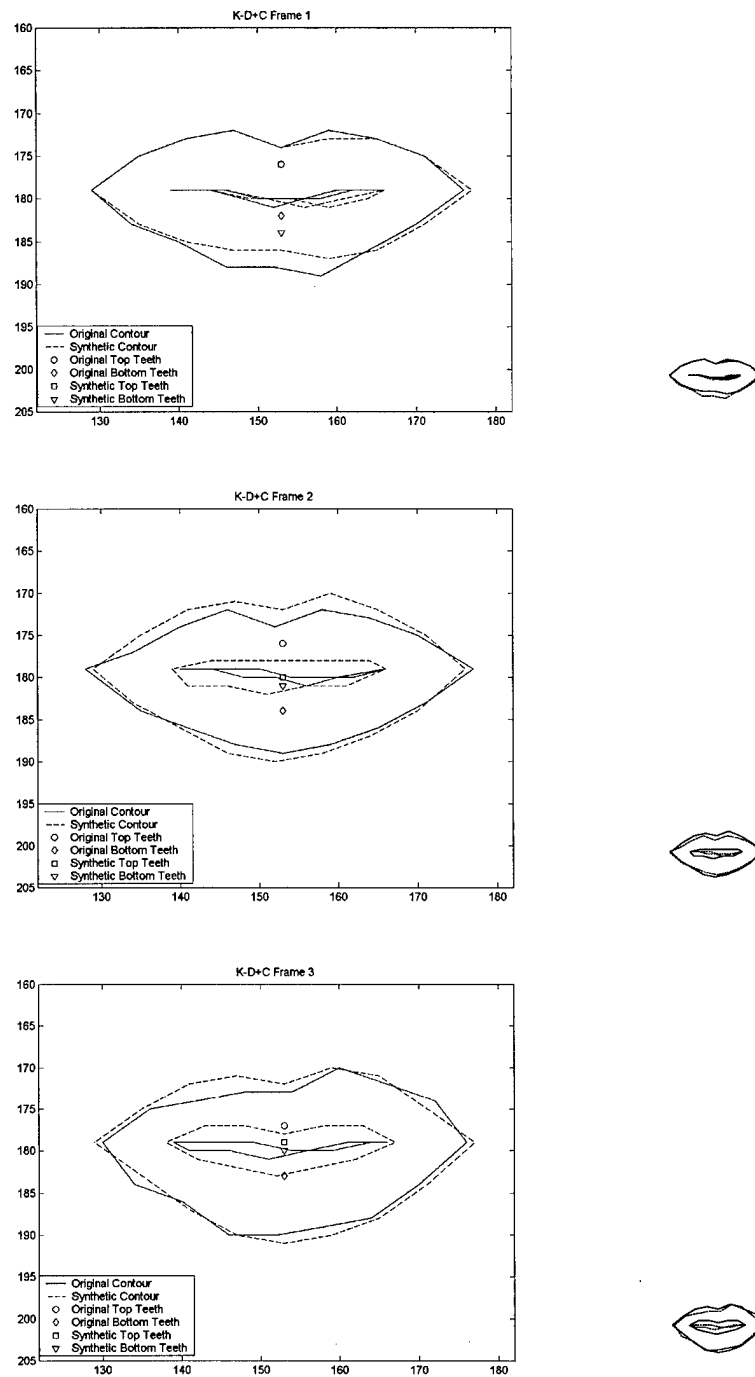 K-D+C Frame 1
160
165
170
175
180
185
190
195
200
205
Original Contour
Synthetic Contour
Original Top Teeth
Original Bottom Teeth
Synthetic Top Teeth
Synthetic Bottom Teeth
130 140 150 160 170 180
K-D+C Frame 2
160
165
170
175
180
185
190
195
200
205
Original Contour
Synthetic Contour
Original Top Teeth
Original Bottom Teeth
Synthetic Top Teeth
Synthetic Bottom Teeth
130 140 150 160 170 180
K-D+C Frame 3
160
165
170
175
180
185
190
195
200
205
Original Contour
Synthetic Contour
Original Top Teeth
Original Bottom Teeth
Synthetic Top Teeth
Synthetic Bottom Teeth
130 140 150 160 170 180